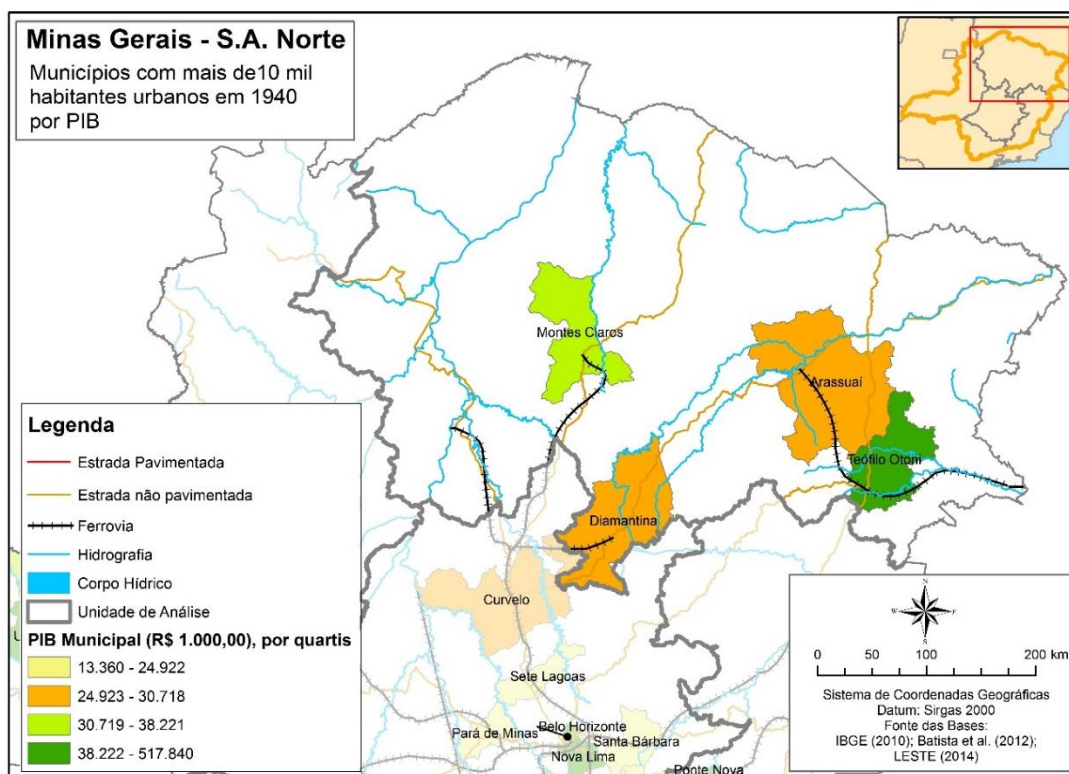 Minas Gerais - S.A. Norte
Municípios com mais de10 mil
habitantes urbanos em 1940
por PIB
Montes Claros
Arassuaí
Teófilo Otoni
Diamantina
Curvelo
Sete Lagoas
Belo Horizonte
Pará de Minas
Santa Bárbara
Nova Lima
Ponte Nova
U
Legenda
Estrada Pavimentada
Estrada não pavimentada
Ferrovia
Hidrografia
Corpo Hídrico
Unidade de Análise
PIB Municipal (R$ 1.000,00), por quartis
13.360 - 24.922
24.923 - 30.718
30.719 - 38.221
38.222 - 517.840
N
W
E
S
0 50 100 200 km
Sistema de Coordenadas Geográficas
Datum: Sirgas 2000
Fonte das Bases:
IBGE (2010); Batista et al. (2012);
LESTE (2014)